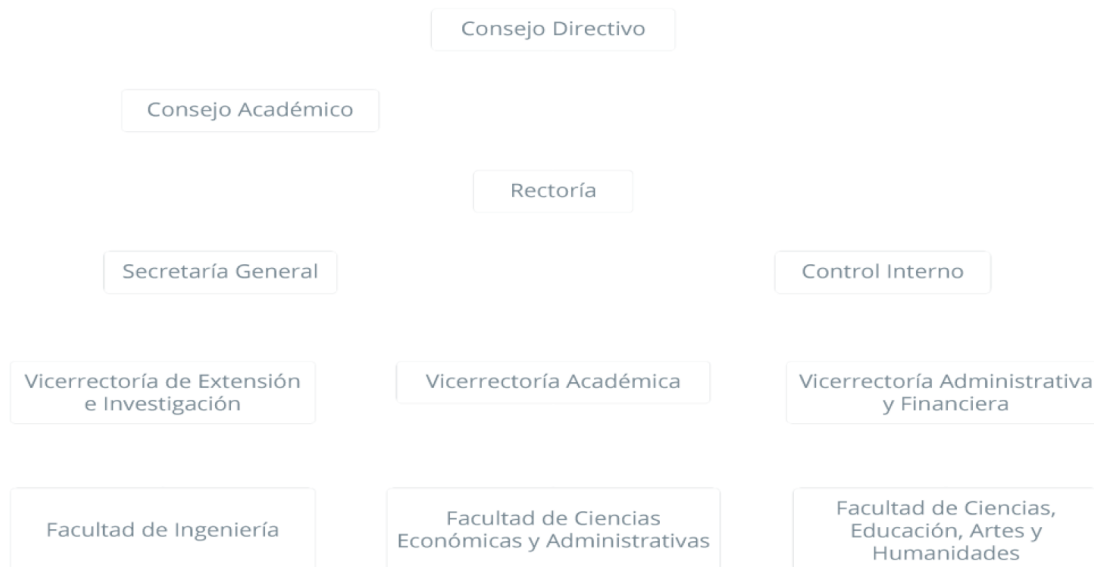 Consejo Directivo
Consejo Académico
Rectoría
Secretaría General
Control Interno
Vicerrectoría de Extensión
e Investigación
Vicerrectoría Académica
Vicerrectoría Administrativa
y Financiera
Facultad de Ingeniería
Facultad de Ciencias
Económicas y Administrativas
Facultad de Ciencias,
Educación, Artes y
Humanidades